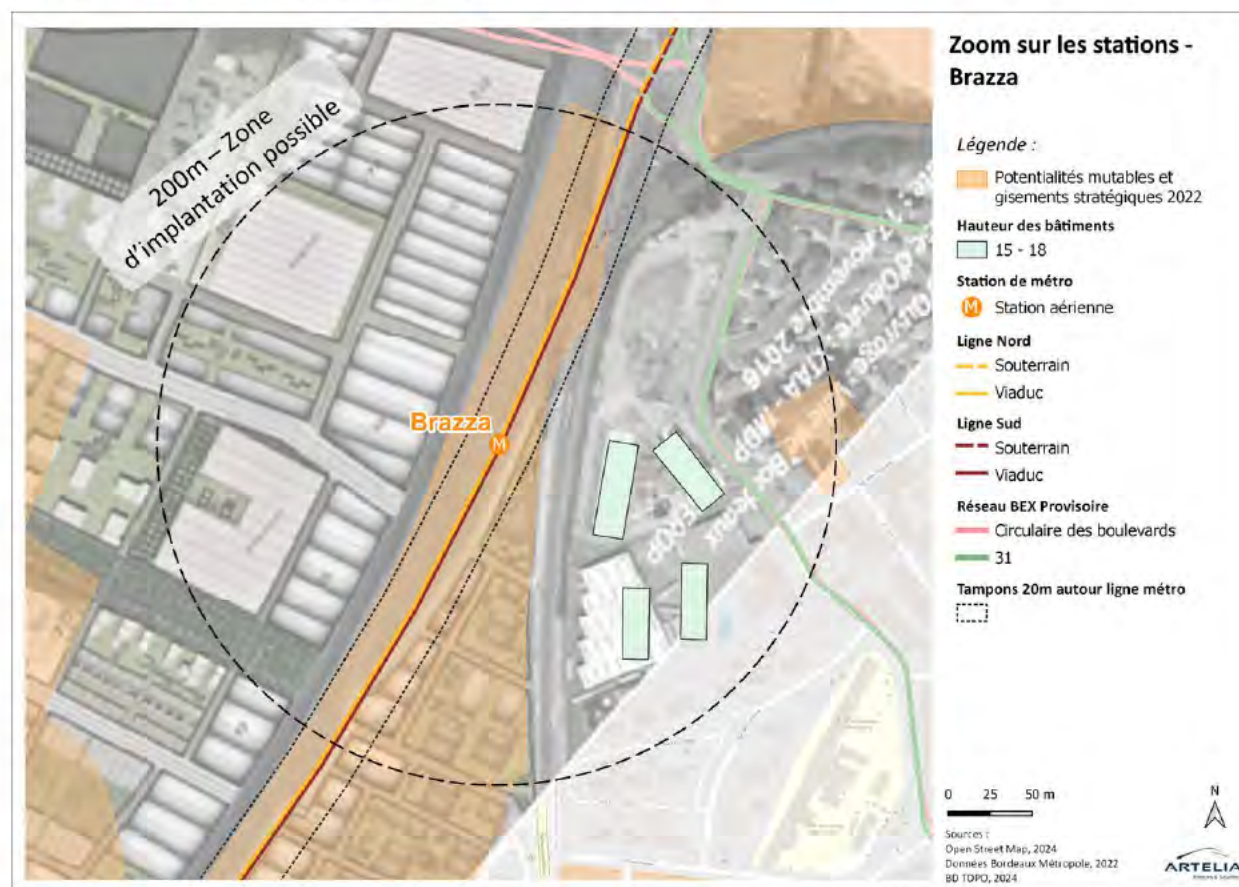 200m – Zone
d'implantation possible
Brazza
M
Zoom sur les stations -
Brazza
Légende :
Potentialités mutables et
gisements stratégiques 2022
Hauteur des bâtiments
15 - 18
Station de métro
M Station aérienne
Ligne Nord
Souterrain
Viaduc
Ligne Sud
Souterrain
Viaduc
Réseau BEX Provisoire
Circulaire des boulevards
31
Tampons 20m autour ligne métro
0 25 50 m
N
Sources :
Open Street Map, 2024
Données Bordeaux Métropole, 2022
BD TOPO, 2024
ARTELIA